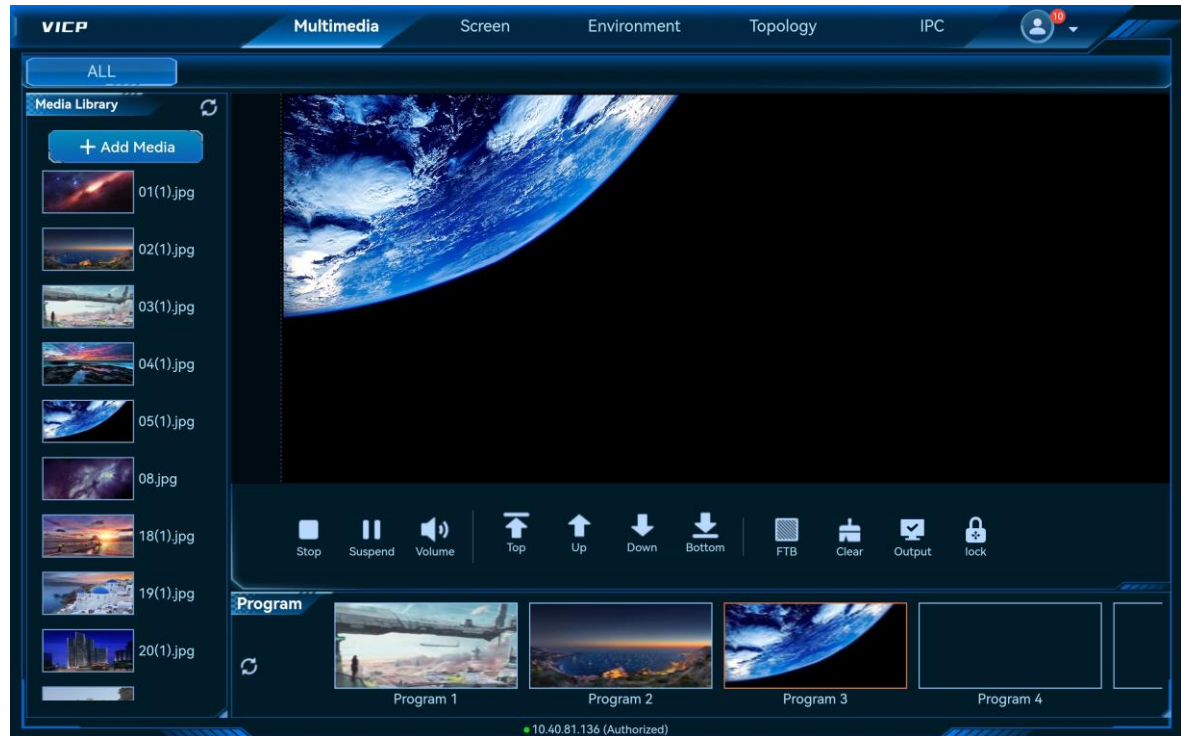 VICP
Multimedia
Screen
Environment
Topology
IPC
10
ALL
Media Library
+ Add Media
01(1).jpg
02(1).jpg
03(1).jpg
04(1).jpg
05(1).jpg
08.jpg
18(1).jpg
19(1).jpg
20(1).jpg
Stop
Suspend
Volume
Top
Up
Down
Bottom
FTB
Clear
Output
lock
Program
Program 1
Program 2
Program 3
Program 4
10.40.81.136 (Authorized)